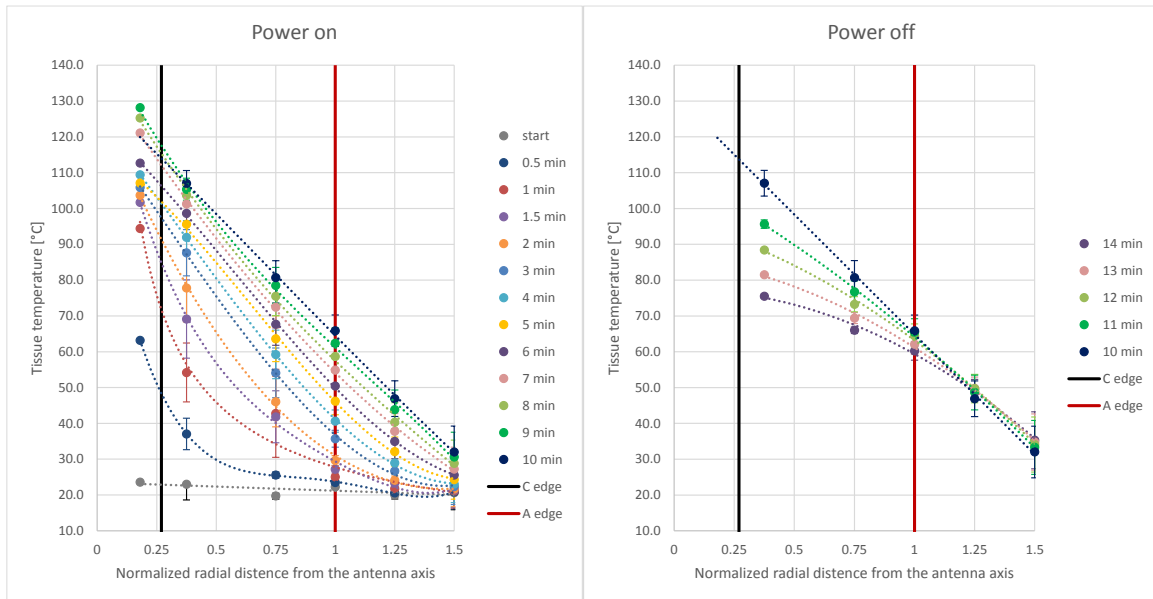 Power on
140.0
130.0
120.0
110.0
100.0
90.0
80.0
70.0
60.0
50.0
40.0
30.0
20.0
10.0
Tissue temperature [°C]
0 0.25 0.5 0.75 1 1.25 1.5
Normalized radial distence from the antenna axis
start
0.5 min
1 min
1.5 min
2 min
3 min
4 min
5 min
6 min
7 min
8 min
9 min
10 min
C edge
A edge
Power off
140.0
130.0
120.0
110.0
100.0
90.0
80.0
70.0
60.0
50.0
40.0
30.0
20.0
10.0
Tissue temperature [°C]
0 0.25 0.5 0.75 1 1.25 1.5
Normalized radial distence from the antenna axis
14 min
13 min
12 min
11 min
10 min
C edge
A edge